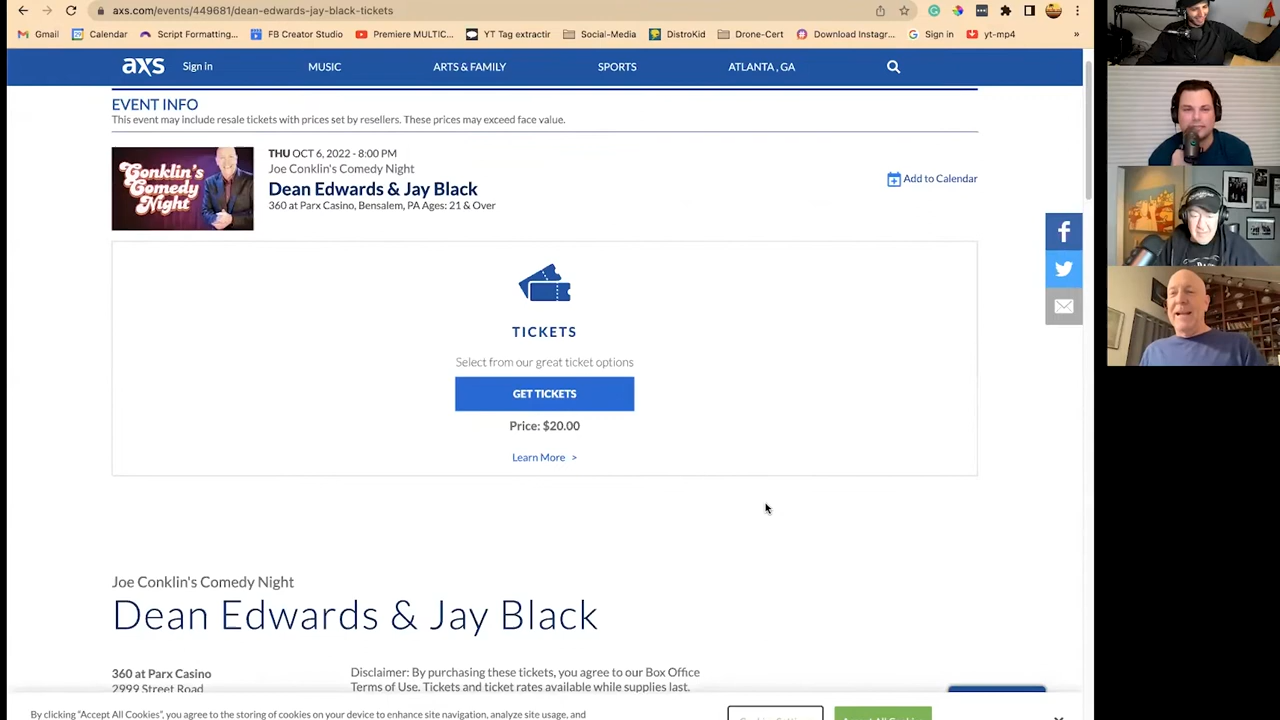 axs.com/events/449681/dean-edwards-jay-black-tickets
Gmail Calendar Script Formatting... FB Creator Studio Premiere MULTIC... YT Tag extractir Social-Media DistroKid Drone-Cert Download Instagr... Sign in yt-mp4 »
axs Sign in MUSIC ARTS & FAMILY SPORTS ATLANTA , GA
EVENT INFO
This event may include resale tickets with prices set by resellers. These prices may exceed face value.
Conklin's
Comedy
Night
THU OCT 6, 2022 - 8:00 PM
Joe Conklin's Comedy Night
Dean Edwards & Jay Black
360 at Parx Casino, Bensalem, PA Ages: 21 & Over
Add to Calendar
TICKETS
Select from our great ticket options
GET TICKETS
Price: $20.00
Learn More >
Joe Conklin's Comedy Night
Dean Edwards & Jay Black
360 at Parx Casino
2999 Street Road
Disclaimer: By purchasing these tickets, you agree to our Box Office
Terms of Use. Tickets and ticket rates available while supplies last.
By clicking "Accept All Cookies", you agree to the storing of cookies on your device to enhance site navigation, analyze site usage, and